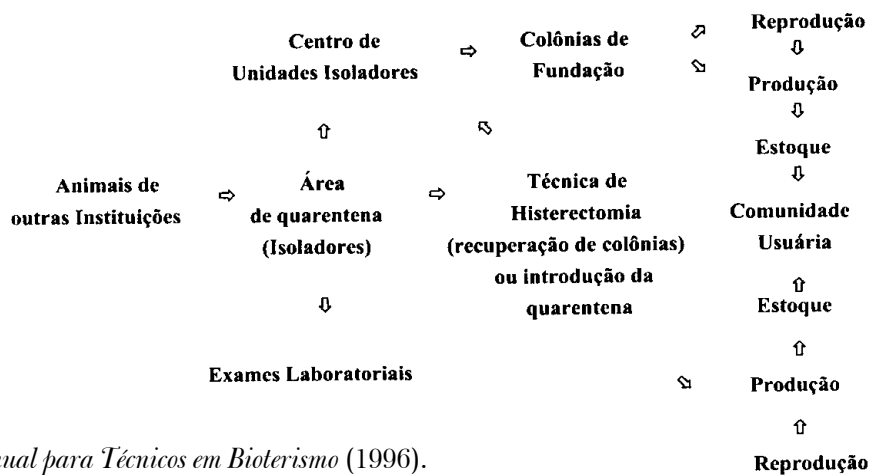 Centro de
Unidades Isoladores
Colônias de
Fundação
Reprodução
Produção
Estoque
Animais de
outras Instituições
Área
de quarentena
(Isoladores)
Técnica de
Histerectomia
(recuperação de colônias)
ou introdução da
quarentena
Comunidade
Usuária
Estoque
Exames Laboratoriais
Produção
Reprodução
para Técnicos em Bioterismo (1996).